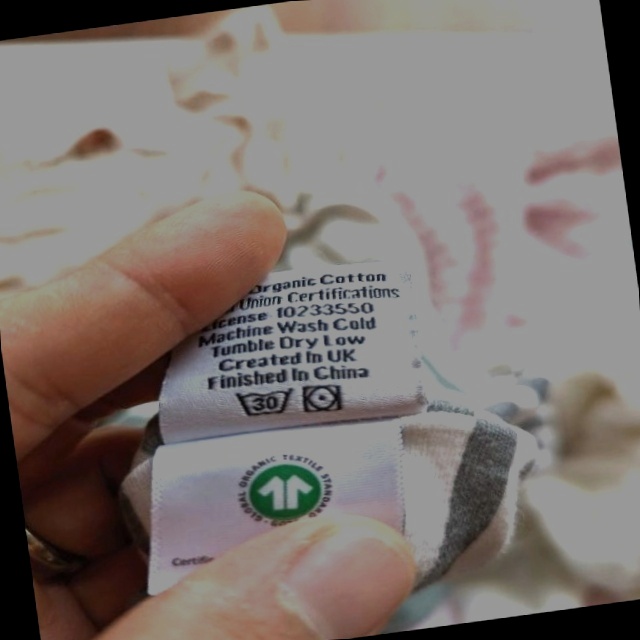 Organic Cotton
Union Certifications
License 10233550
Machine Wash Cold
Tumble Dry Low
Created In UK
Finished In China
30
GLOBAL ORGANIC TEXTILE STANDARD